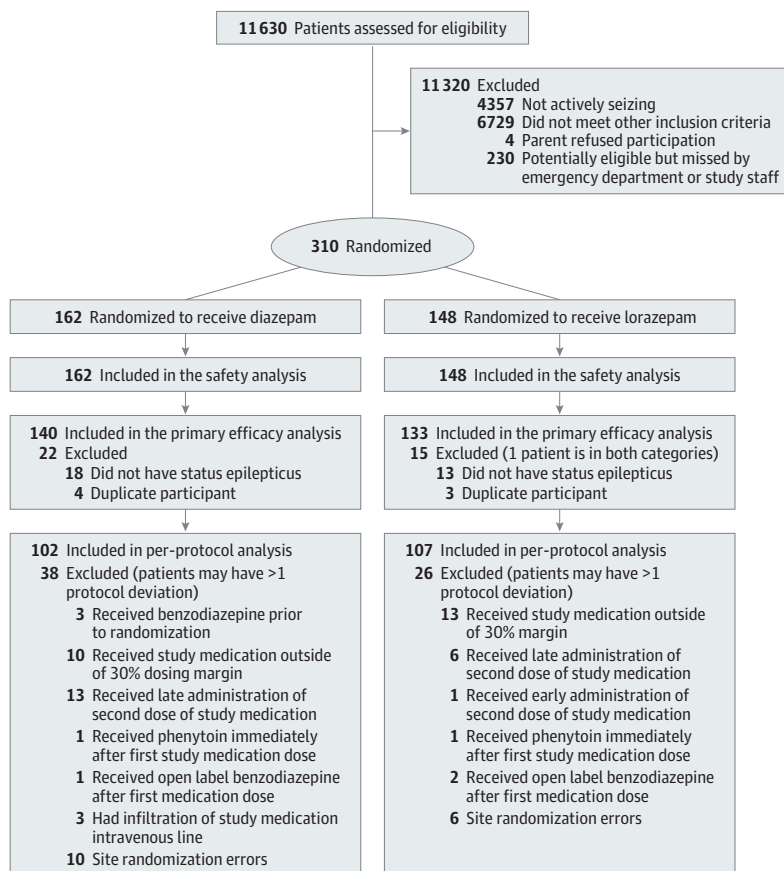 11 630 Patients assessed for eligibility
11 320 Excluded
4357 Not actively seizing
6729 Did not meet other inclusion criteria
4 Parent refused participation
230 Potentially eligible but missed by
emergency department or study staff
310 Randomized
162 Randomized to receive diazepam
148 Randomized to receive lorazepam
162 Included in the safety analysis
148 Included in the safety analysis
140 Included in the primary efficacy analysis
22 Excluded
18 Did not have status epilepticus
4 Duplicate participant
133 Included in the primary efficacy analysis
15 Excluded (1 patient is in both categories)
13 Did not have status epilepticus
3 Duplicate participant
102 Included in per-protocol analysis
38 Excluded (patients may have >1
protocol deviation)
3 Received benzodiazepine prior
to randomization
10 Received study medication outside
of 30% dosing margin
13 Received late administration of
second dose of study medication
1 Received phenytoin immediately
after first study medication dose
1 Received open label benzodiazepine
after first medication dose
3 Had infiltration of study medication
intravenous line
10 Site randomization errors
107 Included in per-protocol analysis
26 Excluded (patients may have >1
protocol deviation)
13 Received study medication outside
of 30% margin
6 Received late administration of
second dose of study medication
1 Received early administration of
second dose of study medication
1 Received phenytoin immediately
after first study medication dose
2 Received open label benzodiazepine
after first medication dose
6 Site randomization errors